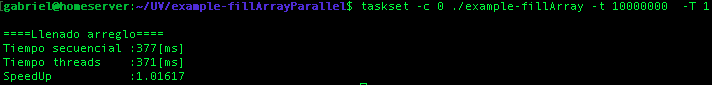 gabriel@homeserver:~/UV/example-fillArrayParallel$ taskset -c 0 ./example-fillArray -t 10000000  -T 1
====Llenado arreglo====
Tiempo secuencial :377[ms]
Tiempo threads    :371[ms]
SpeedUp           :1.01617